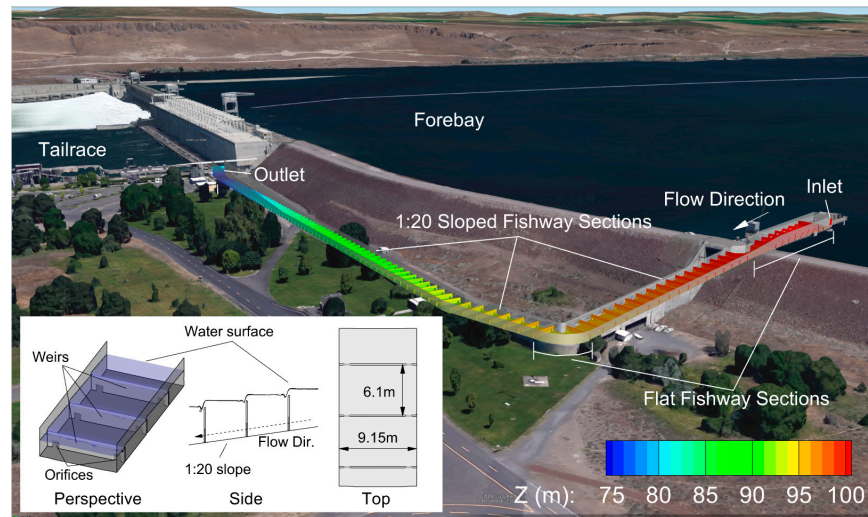 Forebay
Tailrace
Outlet
Flow Direction
Inlet
1:20 Sloped Fishway Sections
Flat Fishway Sections
Water surface
Weirs
6.1m
9.15m
Flow Dir.
1:20 slope
Orifices
Perspective
Side
Top
Z (m): 75 80 85 90 95 100